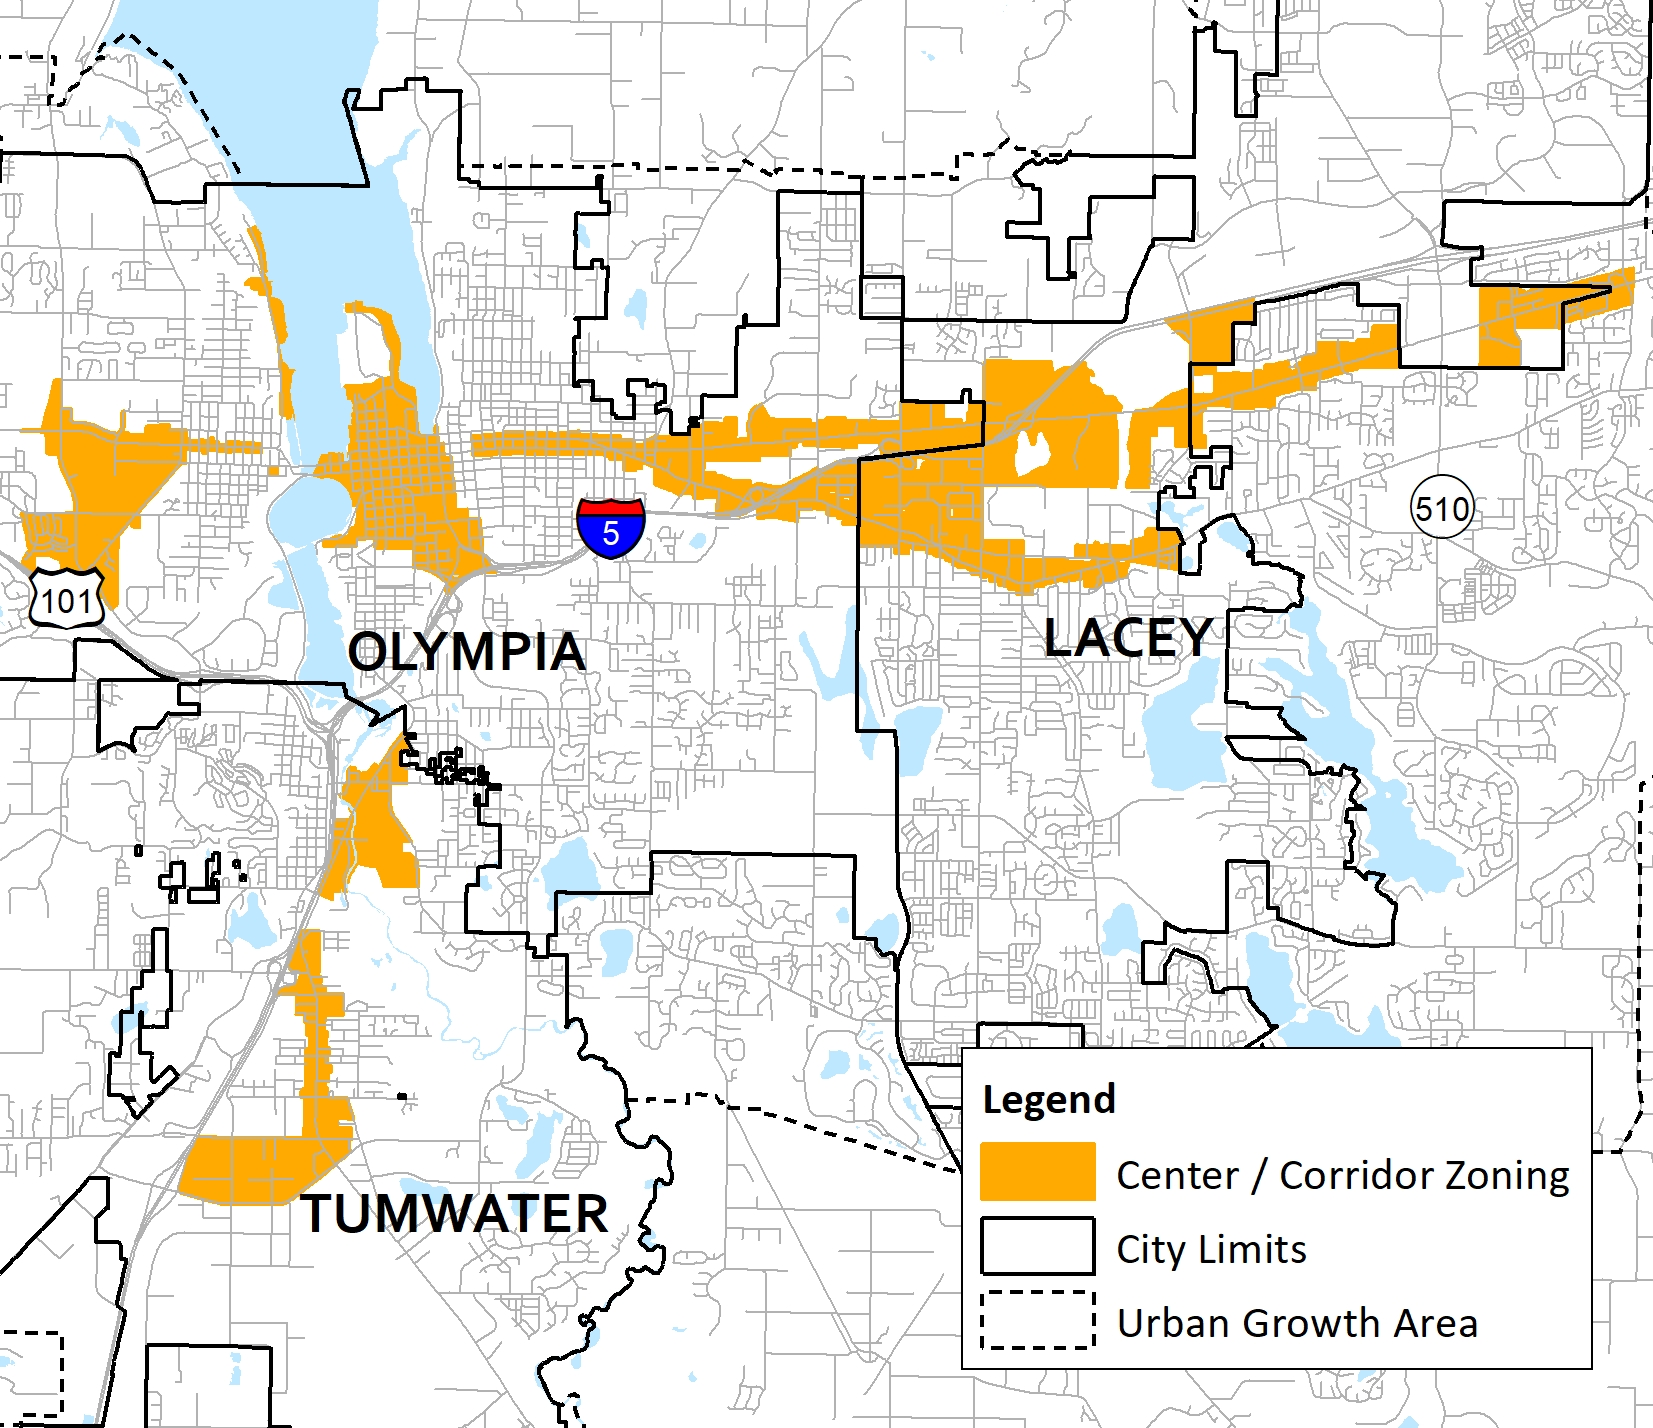 510
5
101
OLYMPIA
LACEY
TUMWATER
Legend
Center / Corridor Zoning
City Limits
Urban Growth Area